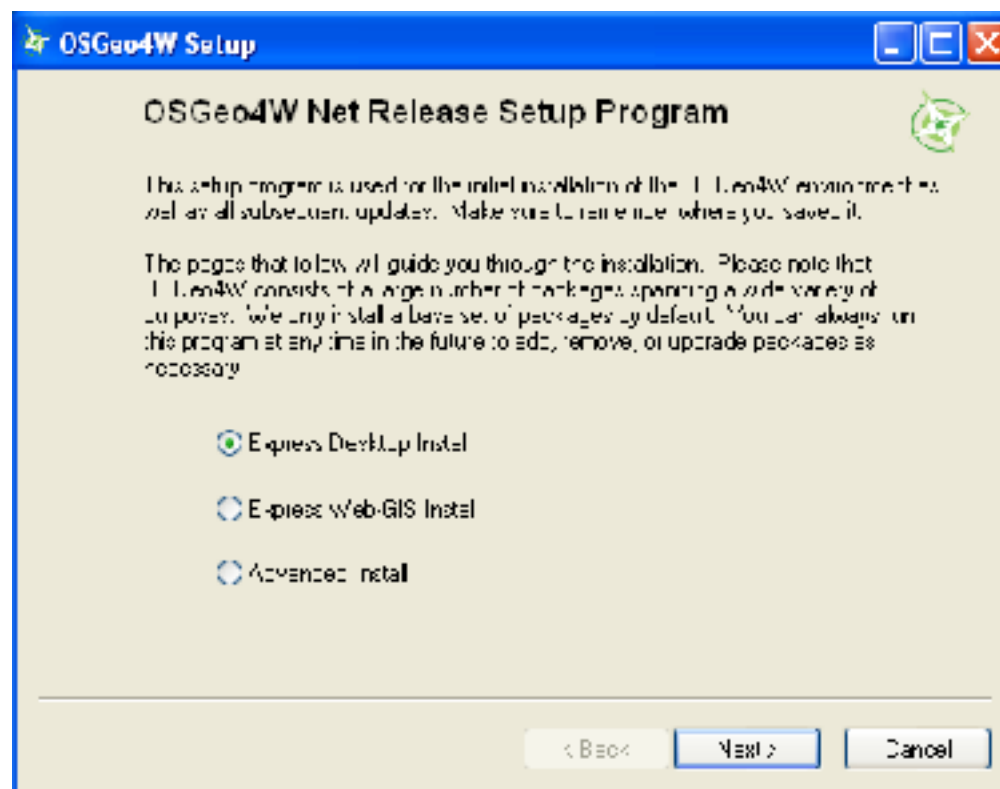 OSGeo4W Setup
OSGeo4W Net Release Setup Program
This setup program is used for the initial installation of the OSGeo4W environment as
well as all subsequent updates. Make sure to remember where you saved it.
The pages that follow will guide you through the installation. Please note that
OSGeo4W consists of a large number of packages spanning a wide variety of
purposes. We only install a base set of packages by default. You can always run
this program at any time in the future to add, remove, or upgrade packages as
necessary.
Express Desktop Install
Express Web-GIS Install
Advanced Install
< Back
Next >
Cancel